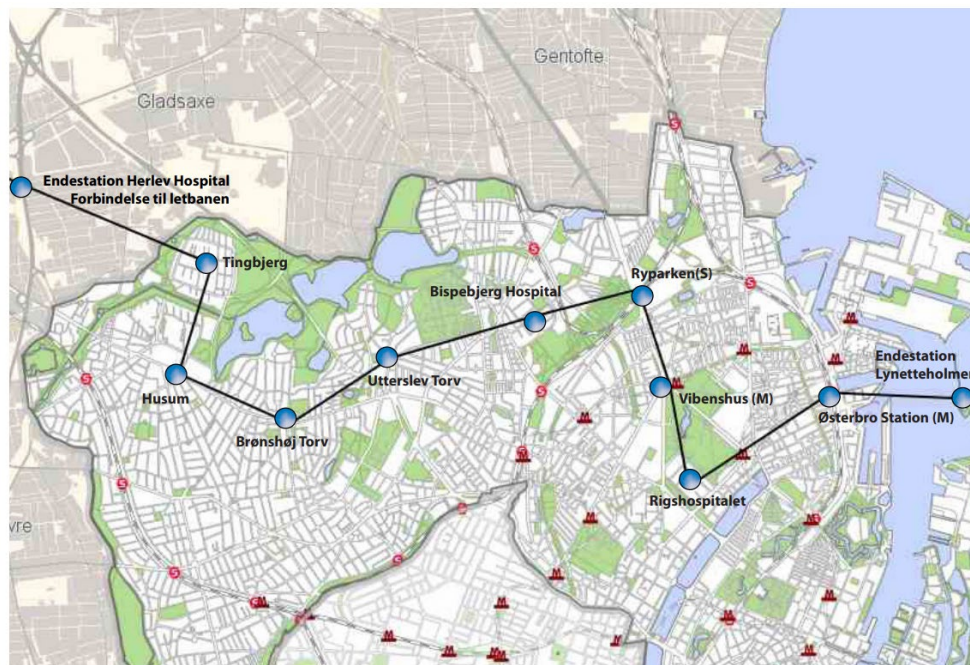 Gentofte
Gladsaxe
Endestation Herlev Hospital
Forbindelse til letbanen
Tingbjerg
Ryparken(S)
Bispebjerg Hospital
Endestation
Lynetteholmen
Utterslev Torv
Husum
Vibenshus (M)
Østerbro Station (M)
Brønshøj Torv
Rigshospitalet
vre